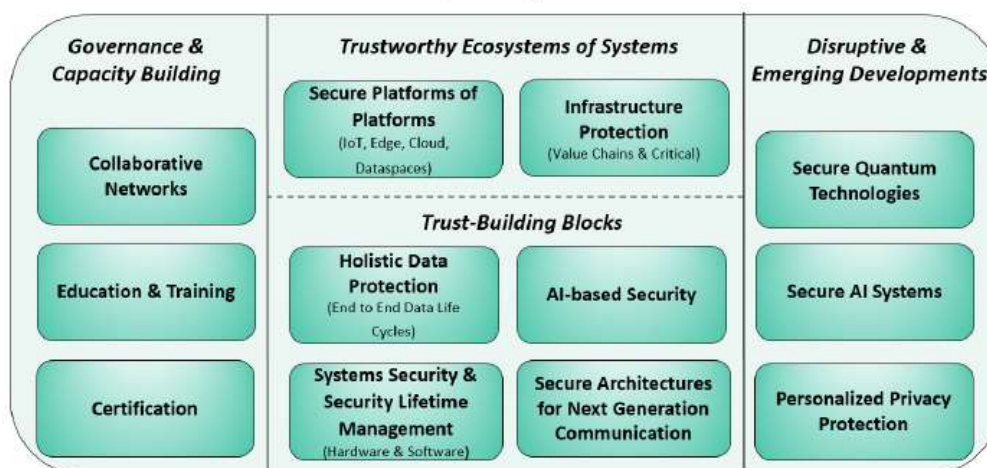 Governance &
Capacity Building
Collaborative
Networks
Education & Training
Certification
Trustworthy Ecosystems of Systems
Secure Platforms of
Platforms
(IoT, Edge, Cloud,
Dataspaces)
Infrastructure
Protection
(Value Chains & Critical)
Trust-Building Blocks
Holistic Data
Protection
(End to End Data Life
Cycles)
AI-based Security
Systems Security &
Security Lifetime
Management
(Hardware & Software)
Secure Architectures
for Next Generation
Communication
Disruptive &
Emerging Developments
Secure Quantum
Technologies
Secure AI Systems
Personalized Privacy
Protection